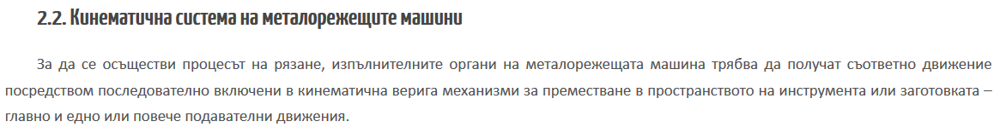 2.2. Кинематична система на металорежещите машини
За да се осъществи процесът на рязане, изпълнителните органи на металорежещата машина трябва да получат съответно движение
посредством последователно включени в кинематична верига механизми за преместване в пространството на инструмента или заготовката –
главно и едно или повече подавателни движения.